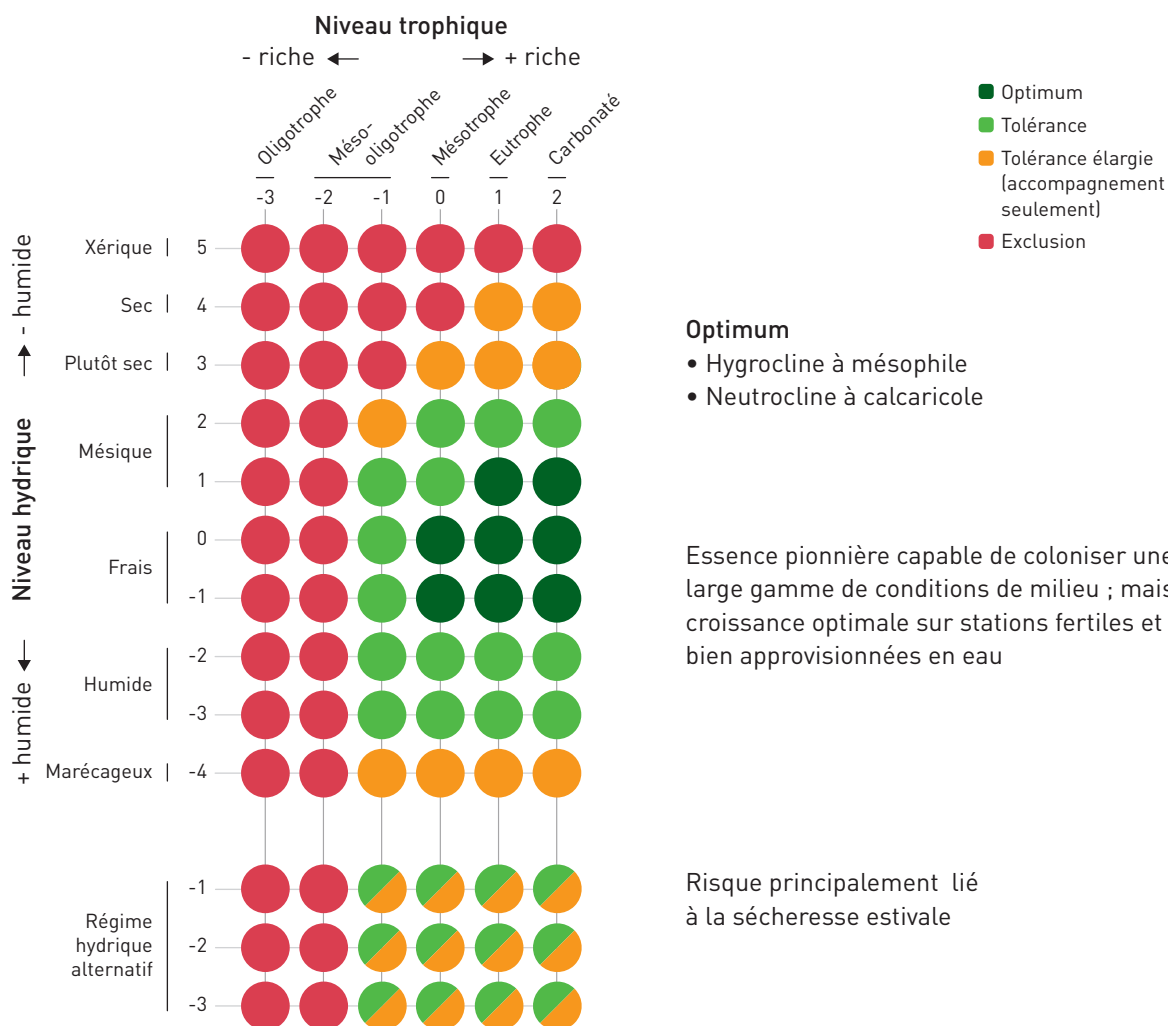 Niveau trophique
- riche ← → + riche
Oligotrophe
Méso-
oligotrophe
Mésotrophe
Eutrophe
Carbonaté
-3 -2 -1 0 1 2
Optimum
Tolérance
Tolérance élargie
(accompagnement
seulement)
Exclusion
Niveau hydrique
→ - humide
+ humide ←
Xérique 5
Sec 4
Plutôt sec 3
Mésique
2
1
Frais
0
-1
Humide
-2
-3
Marécageux -4
Régime
hydrique
alternatif
-1
-2
-3
Optimum
• Hygrocline à mésophile
• Neutrocline à calcaricole
Essence pionnière capable de coloniser une
large gamme de conditions de milieu ; mais
croissance optimale sur stations fertiles et
bien approvisionnées en eau
Risque principalement lié
à la sécheresse estivale